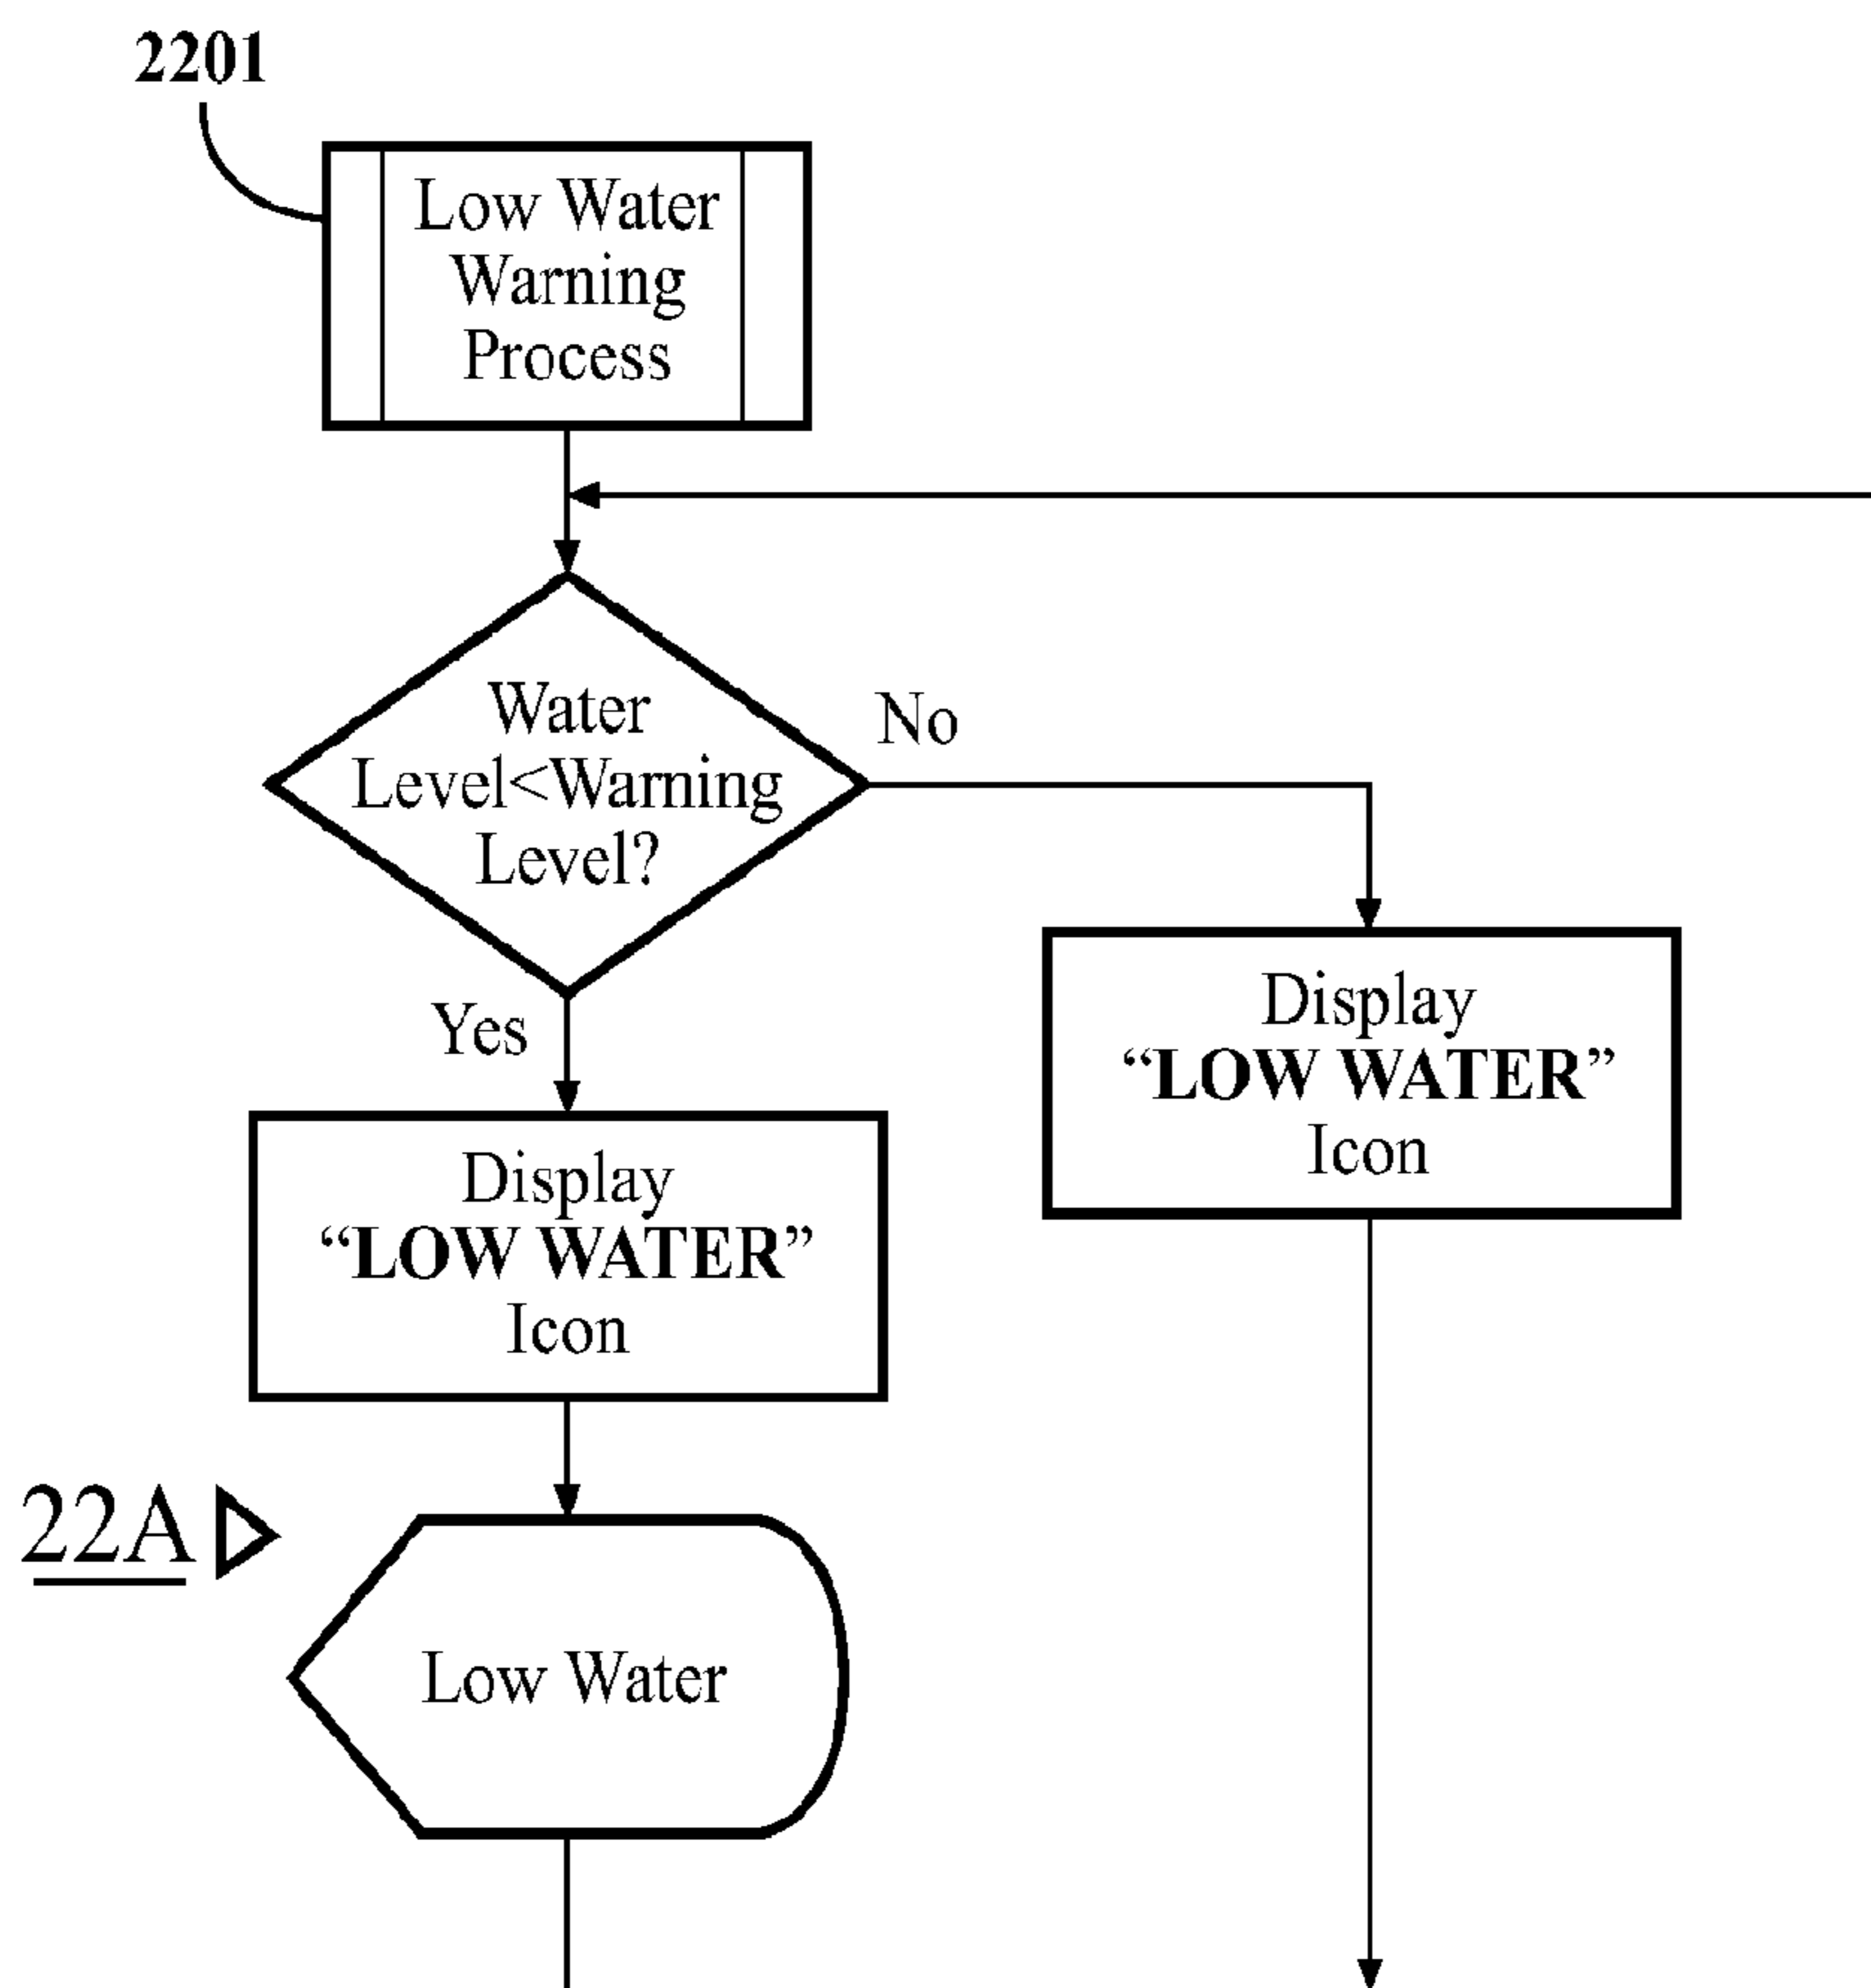 2201
Low Water
Warning
Process
Water
Level<Warning
Level?
No
Yes
Display
“LOW WATER”
Icon
Display
“LOW WATER”
Icon
22A
Low Water